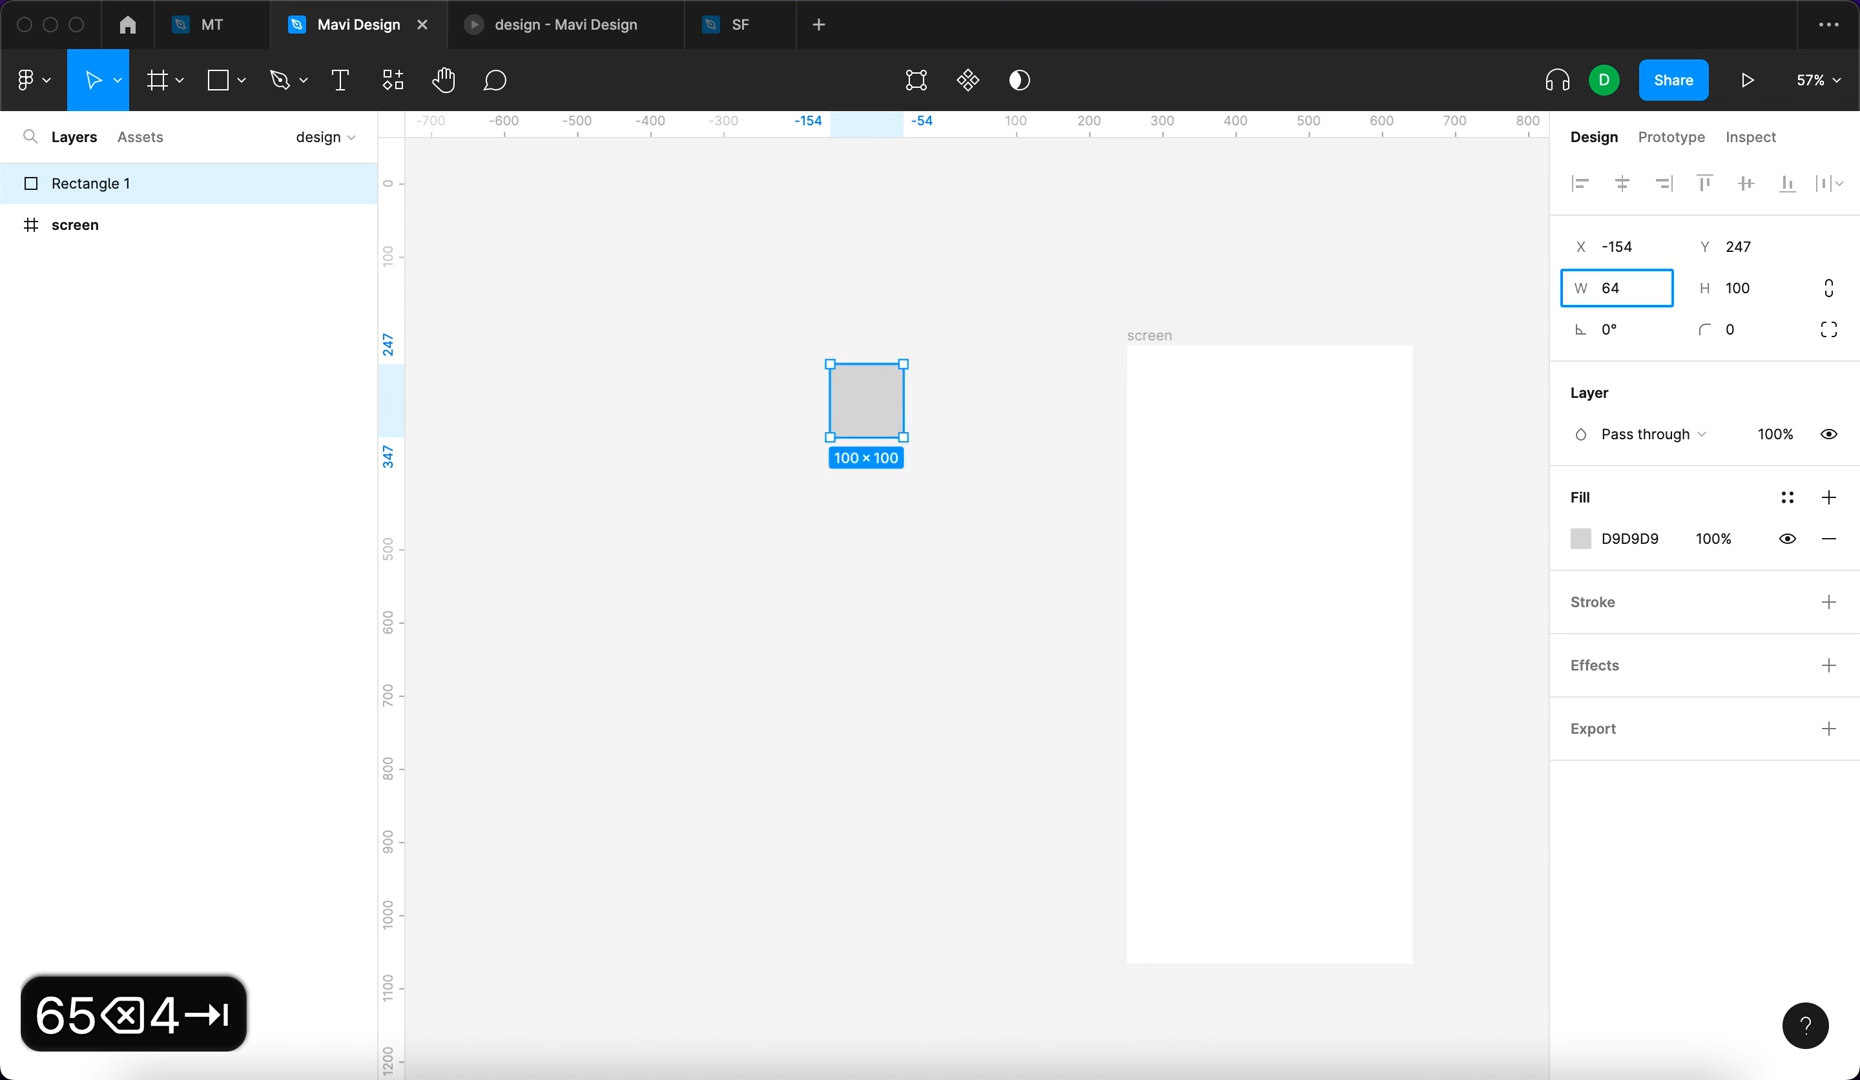 MT
Mavi Design
design - Mavi Design
SF
D
Share
57%
Layers
Assets
design
-700
-600
-500
-400
-300
-154
-54
100
200
300
400
500
600
700
800
Design
Prototype
Inspect
Rectangle 1
screen
0
100
247
347
500
600
700
800
900
1000
1100
1200
screen
100 × 100
X -154
Y 247
W 64
H 100
0°
0
Layer
Pass through
100%
Fill
D9D9D9
100%
Stroke
Effects
Export
65⌫4⇥
?